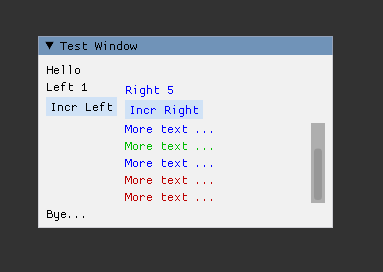 ▼ Test Window
Hello
Left 1
Right 5
Incr Left
Incr Right
More text ...
More text ...
More text ...
More text ...
More text ...
Bye...